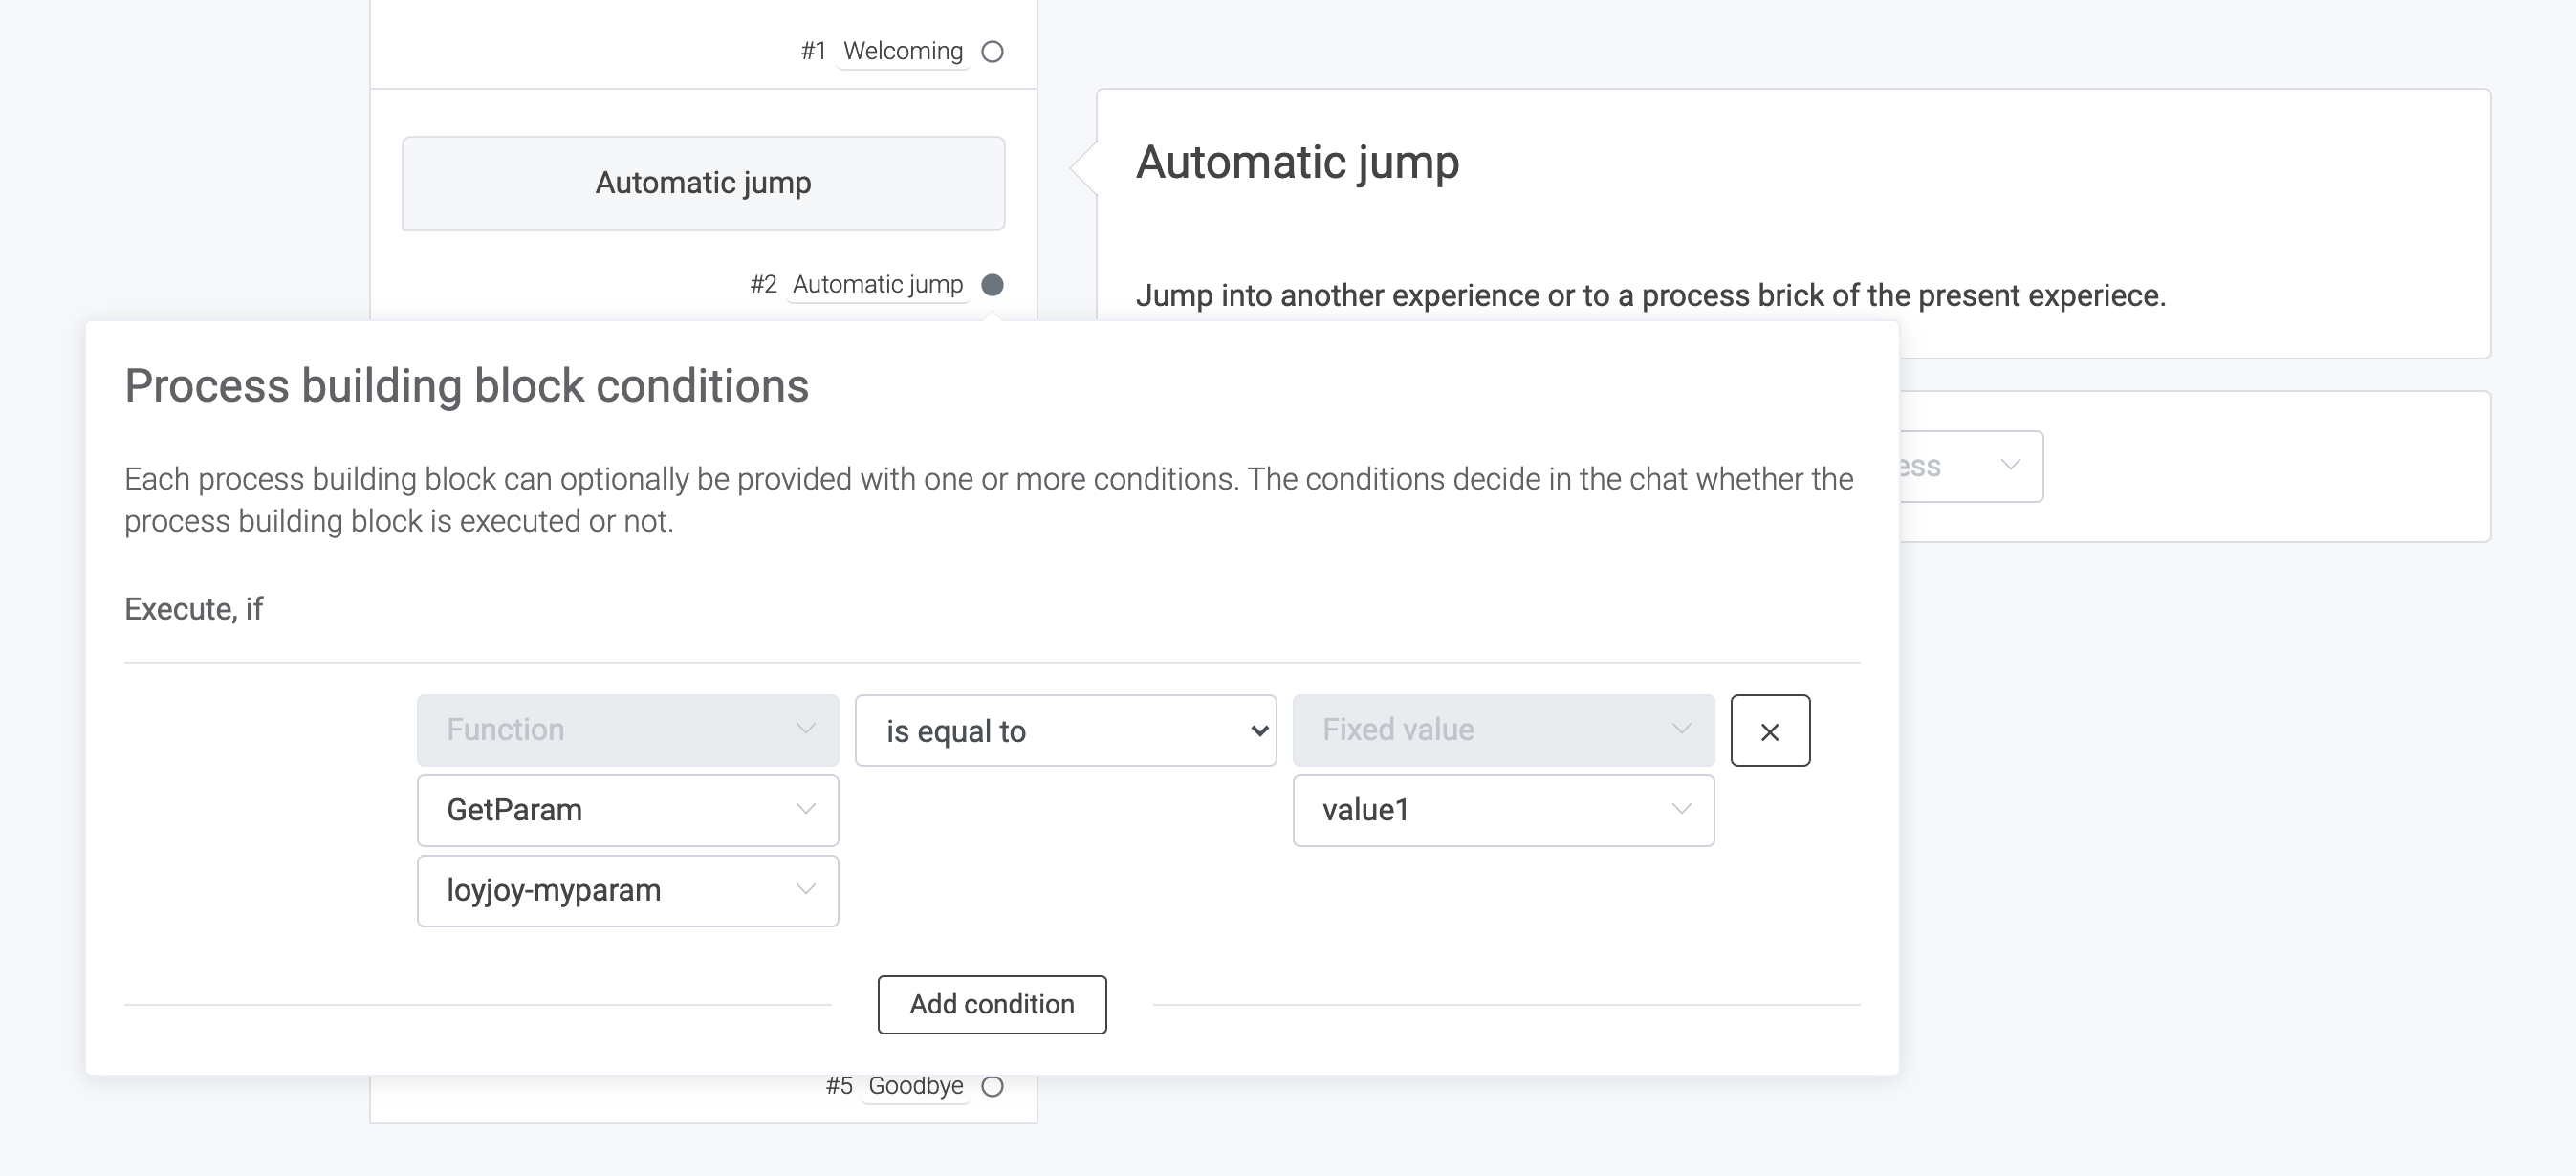 #1 Welcoming
Automatic jump
#2 Automatic jump
Automatic jump
Jump into another experience or to a process brick of the present experiece.
Process building block conditions
Each process building block can optionally be provided with one or more conditions. The conditions decide in the chat whether the
process building block is executed or not.
Execute, if
Function
is equal to
Fixed value
GetParam
value1
loyjoy-myparam
Add condition
#5 Goodbye